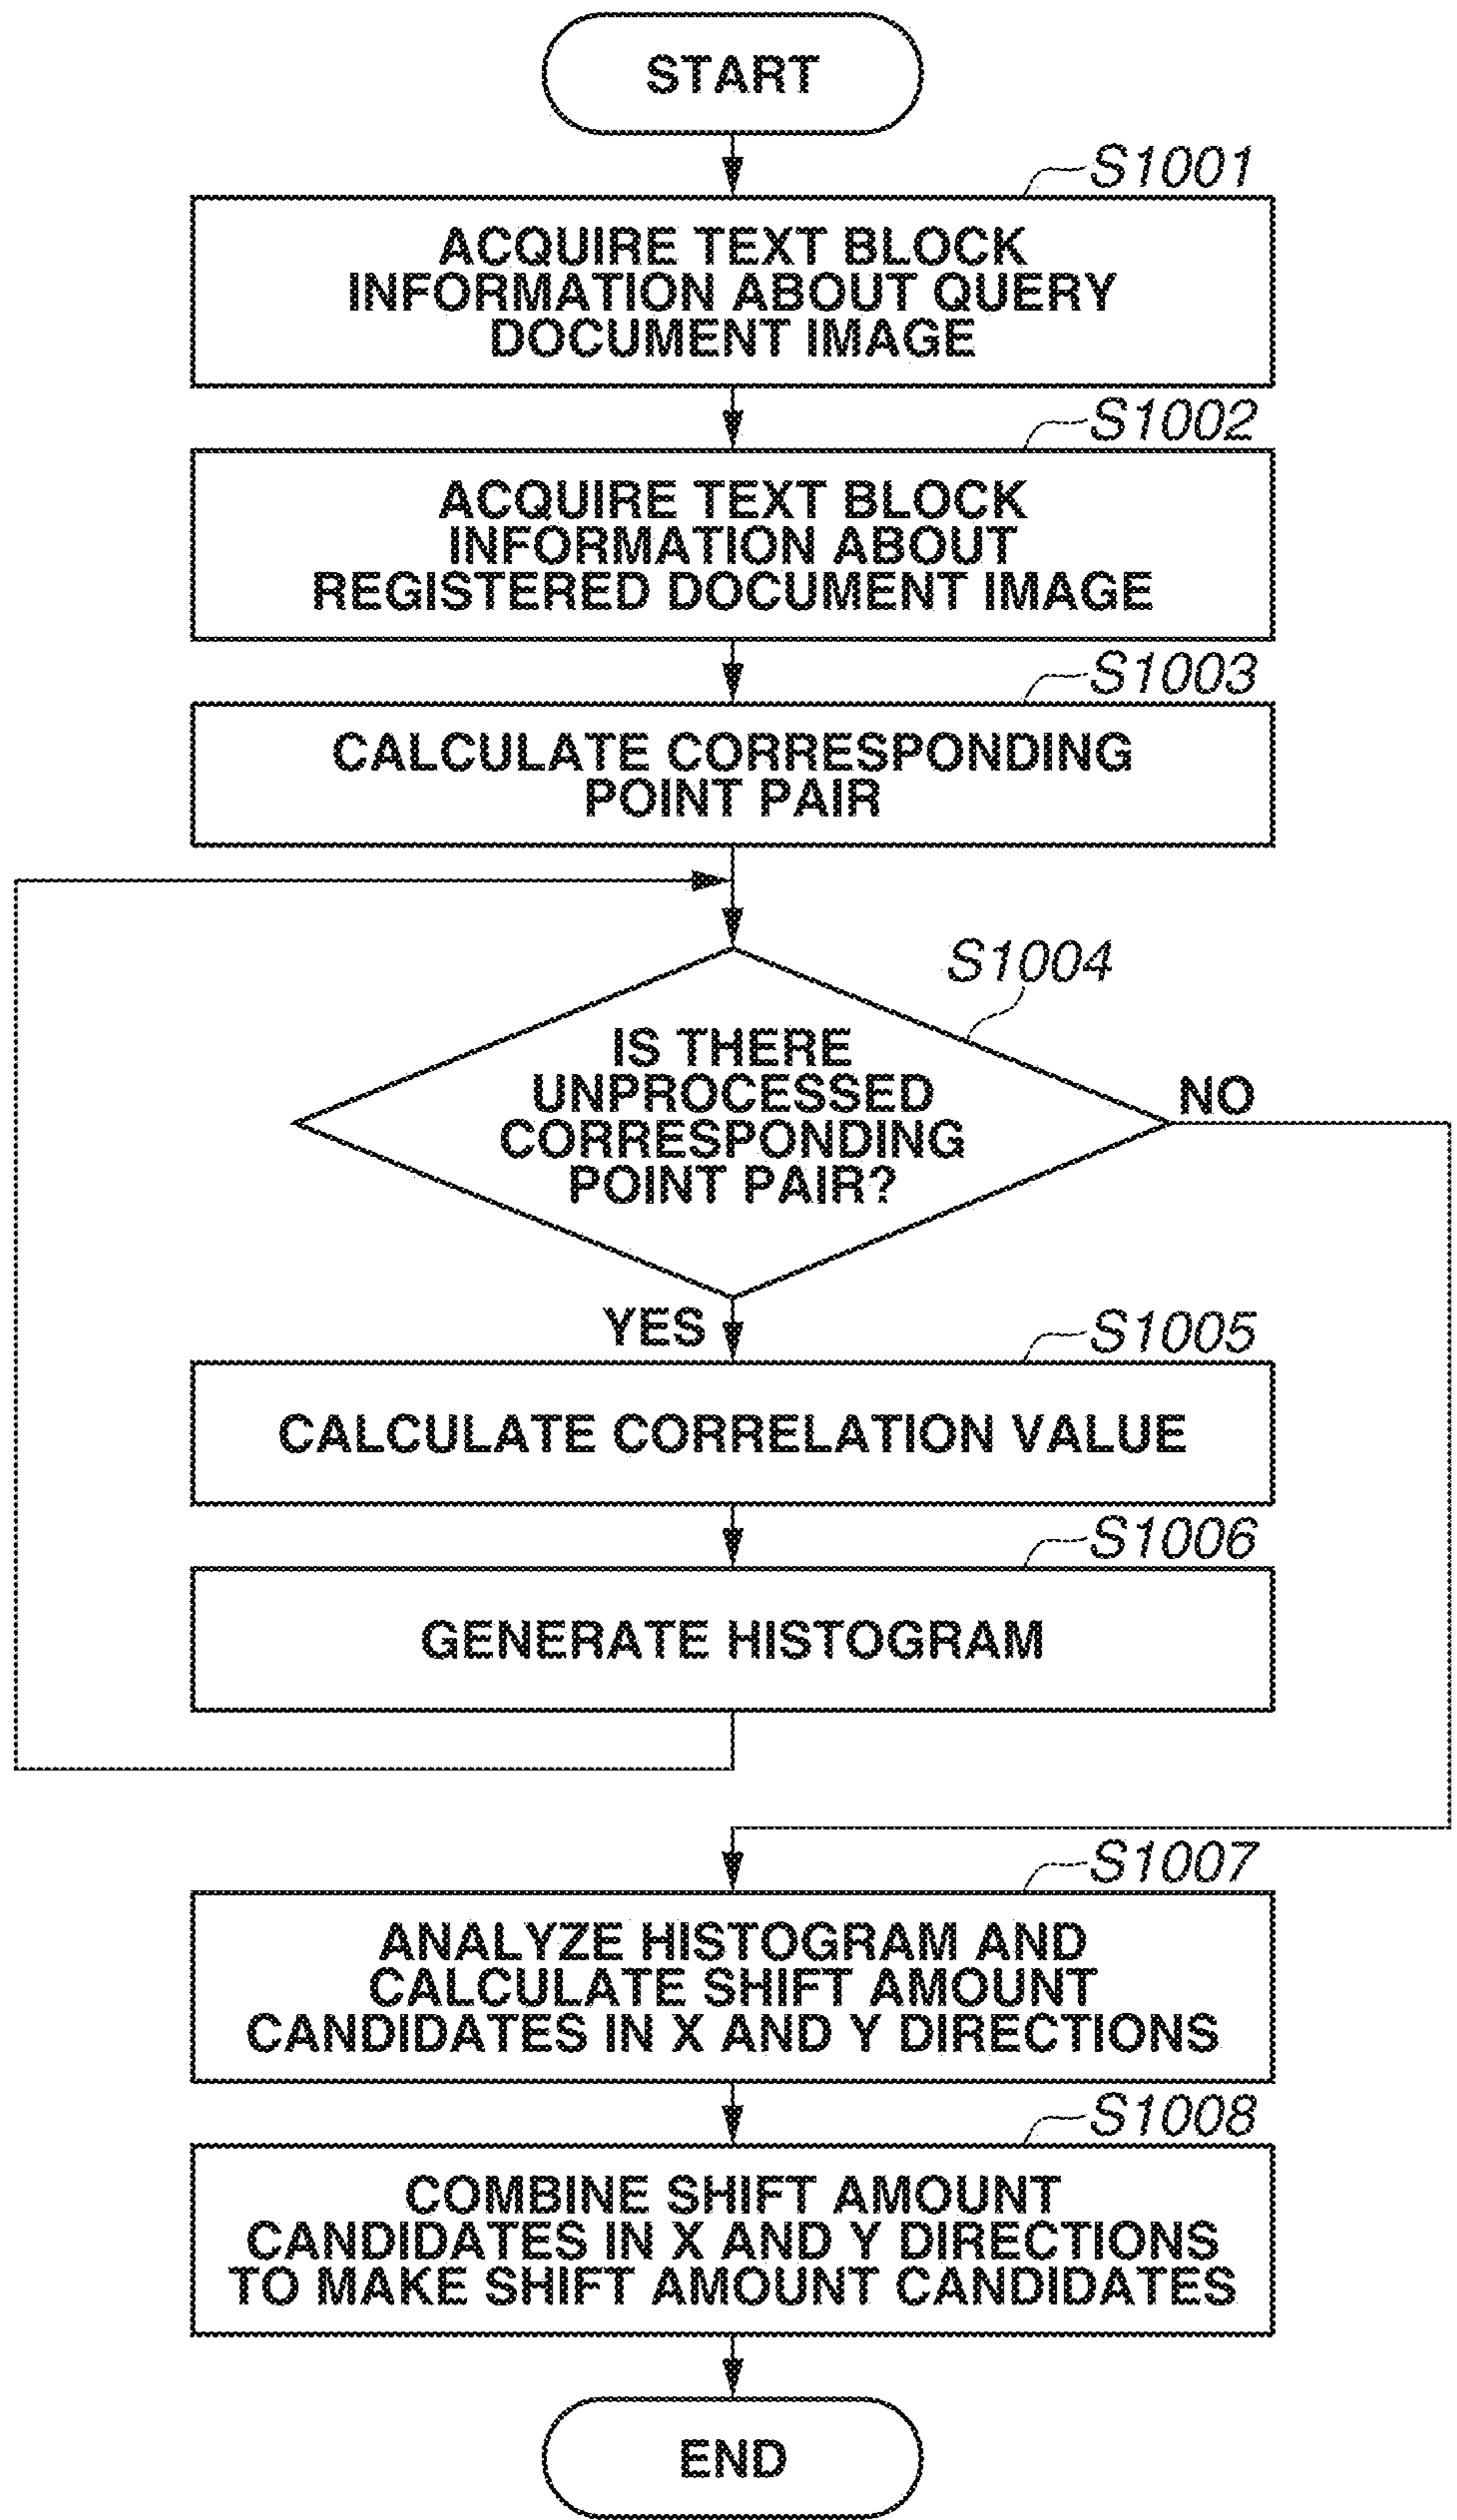 START
S1001
ACQUIRE TEXT BLOCK
INFORMATION ABOUT QUERY
DOCUMENT IMAGE
S1002
ACQUIRE TEXT BLOCK
INFORMATION ABOUT
REGISTERED DOCUMENT IMAGE
S1003
CALCULATE CORRESPONDING
POINT PAIR
S1004
IS THERE
UNPROCESSED
CORRESPONDING
POINT PAIR?
NO
YES
S1005
CALCULATE CORRELATION VALUE
S1006
GENERATE HISTOGRAM
S1007
ANALYZE HISTOGRAM AND
CALCULATE SHIFT AMOUNT
CANDIDATES IN X AND Y DIRECTIONS
S1008
COMBINE SHIFT AMOUNT
CANDIDATES IN X AND Y DIRECTIONS
TO MAKE SHIFT AMOUNT CANDIDATES
END